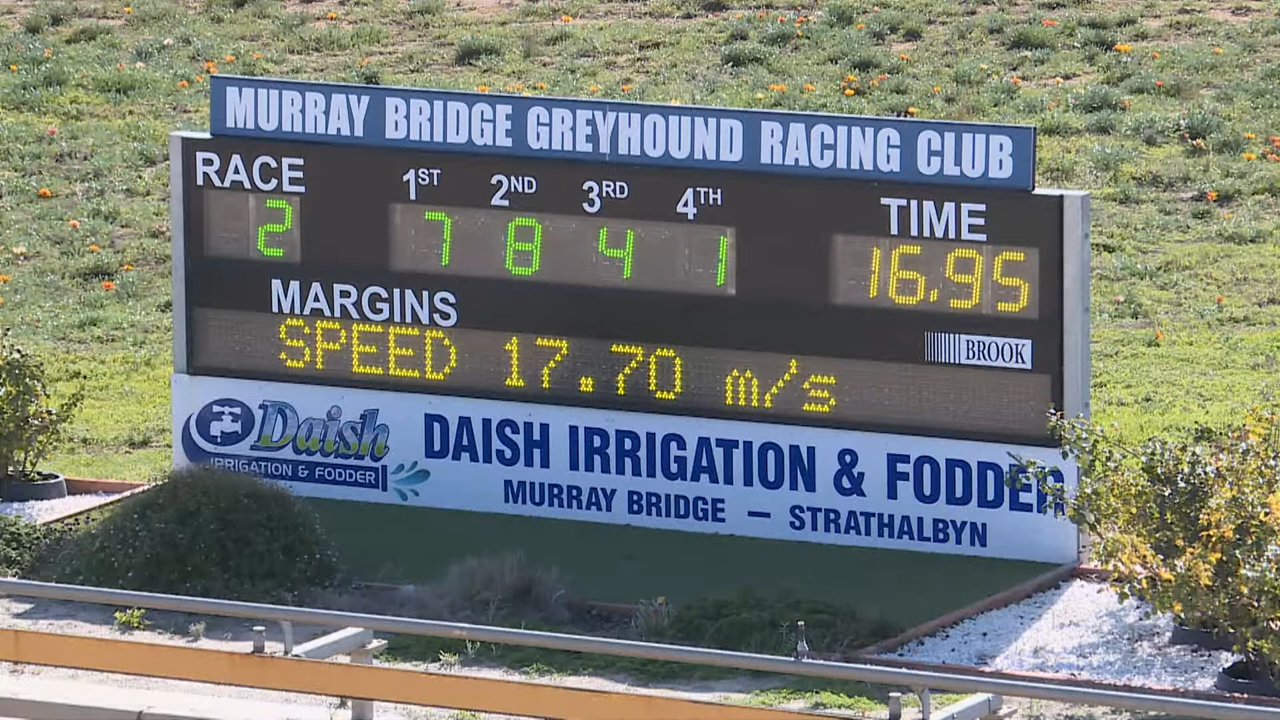 MURRAY BRIDGE GREYHOUND RACING CLUB
RACE 1ST 2ND 3RD 4TH TIME
2 7 8 4 1 16.95
MARGINS
BROOK
SPEED 17.70 m/s
Daish
IRRIGATION & FODDER
DAISH IRRIGATION & FODDER
MURRAY BRIDGE – STRATHALBYN